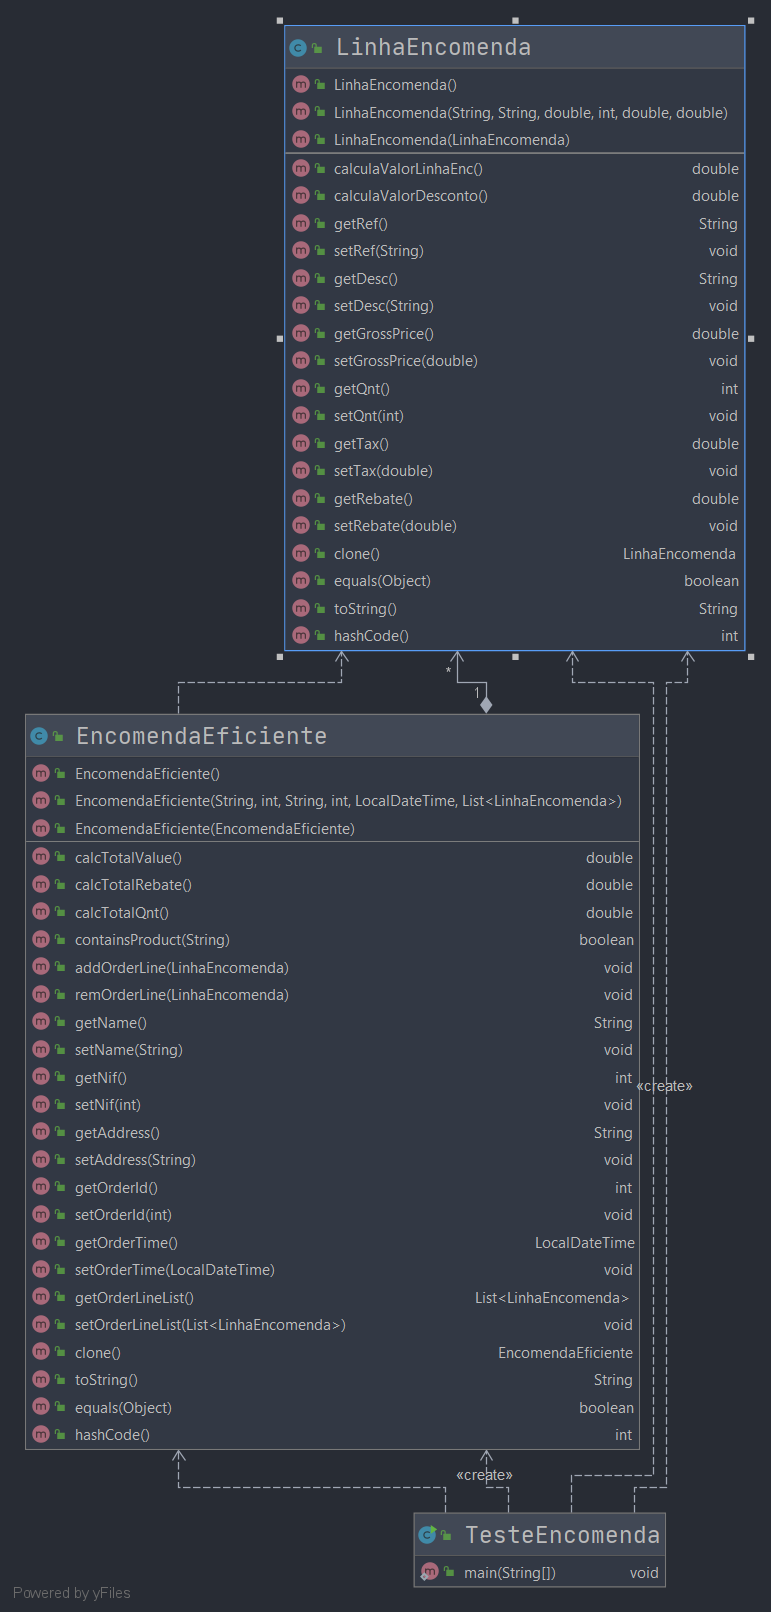 LinhaEncomenda
LinhaEncomenda()
LinhaEncomenda(String, String, double, int, double, double)
LinhaEncomenda(LinhaEncomenda)
calculaValorLinhaEnc() double
calculaValorDesconto() double
getRef() String
setRef(String) void
getDesc() String
setDesc(String) void
getGrossPrice() double
setGrossPrice(double) void
getQnt() int
setQnt(int) void
getTax() double
setTax(double) void
getRebate() double
setRebate(double) void
clone() LinhaEncomenda
equals(Object) boolean
toString() String
hashCode() int
*
1
EncomendaEficiente
EncomendaEficiente()
EncomendaEficiente(String, int, String, int, LocalDateTime, List<LinhaEncomenda>)
EncomendaEficiente(EncomendaEficiente)
calcTotalValue() double
calcTotalRebate() double
calcTotalQnt() double
containsProduct(String) boolean
addOrderLine(LinhaEncomenda) void
remOrderLine(LinhaEncomenda) void
getName() String
setName(String) void
getNif() int
«create»
setNif(int) void
getAddress() String
setAddress(String) void
getOrderId() int
setOrderId(int) void
getOrderTime() LocalDateTime
setOrderTime(LocalDateTime) void
getOrderLineList() List<LinhaEncomenda>
setOrderLineList(List<LinhaEncomenda>) void
clone() EncomendaEficiente
toString() String
equals(Object) boolean
hashCode() int
«create»
TesteEncomenda
main(String[]) void
Powered by yFiles